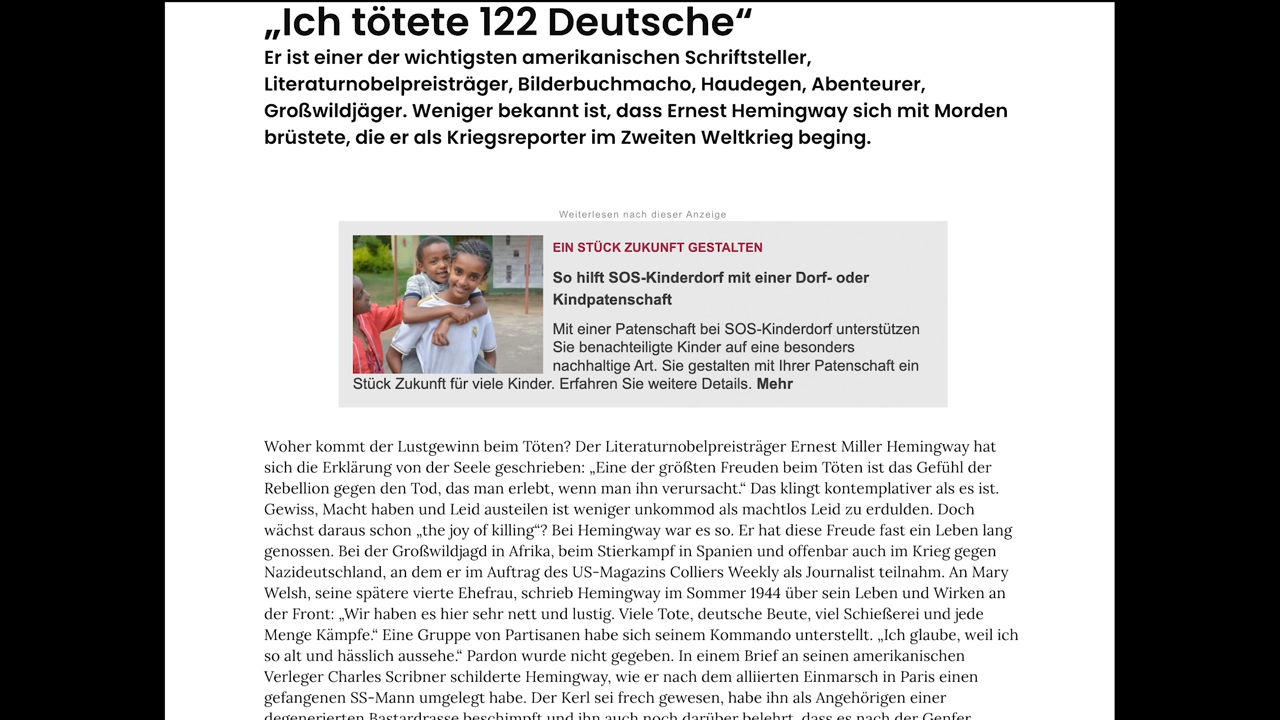 „Ich tötete 122 Deutsche“
Er ist einer der wichtigsten amerikanischen Schriftsteller,
Literaturnobelpreisträger, Bilderbuchmacho, Haudegen, Abenteurer,
Großwildjäger. Weniger bekannt ist, dass Ernest Hemingway sich mit Morden
brüstete, die er als Kriegsreporter im Zweiten Weltkrieg beging.
Weiterlesen nach dieser Anzeige
EIN STÜCK ZUKUNFT GESTALTEN
So hilft SOS-Kinderdorf mit einer Dorf- oder
Kindpatenschaft
Mit einer Patenschaft bei SOS-Kinderdorf unterstützen
Sie benachteiligte Kinder auf eine besonders
nachhaltige Art. Sie gestalten mit Ihrer Patenschaft ein
Stück Zukunft für viele Kinder. Erfahren Sie weitere Details. Mehr
Woher kommt der Lustgewinn beim Töten? Der Literaturnobelpreisträger Ernest Miller Hemingway hat
sich die Erklärung von der Seele geschrieben: „Eine der größten Freuden beim Töten ist das Gefühl der
Rebellion gegen den Tod, das man erlebt, wenn man ihn verursacht.“ Das klingt kontemplativer als es ist.
Gewiss, Macht haben und Leid austeilen ist weniger unkommod als machtlos Leid zu erdulden. Doch
wächst daraus schon „the joy of killing“? Bei Hemingway war es so. Er hat diese Freude fast ein Leben lang
genossen. Bei der Großwildjagd in Afrika, beim Stierkampf in Spanien und offenbar auch im Krieg gegen
Nazideutschland, an dem er im Auftrag des US-Magazins Colliers Weekly als Journalist teilnahm. An Mary
Welsh, seine spätere vierte Ehefrau, schrieb Hemingway im Sommer 1944 über sein Leben und Wirken an
der Front: „Wir haben es hier sehr nett und lustig. Viele Tote, deutsche Beute, viel Schießerei und jede
Menge Kämpfe.“ Eine Gruppe von Partisanen habe sich seinem Kommando unterstellt. „Ich glaube, weil ich
so alt und hässlich aussehe.“ Pardon wurde nicht gegeben. In einem Brief an seinen amerikanischen
Verleger Charles Scribner schilderte Hemingway, wie er nach dem alliierten Einmarsch in Paris einen
gefangenen SS-Mann umgelegt habe. Der Kerl sei frech gewesen, habe ihn als Angehörigen einer
degenerierten Bastardrasse beschimpft und ihn auch noch darüber belehrt, dass es nach der Genfer